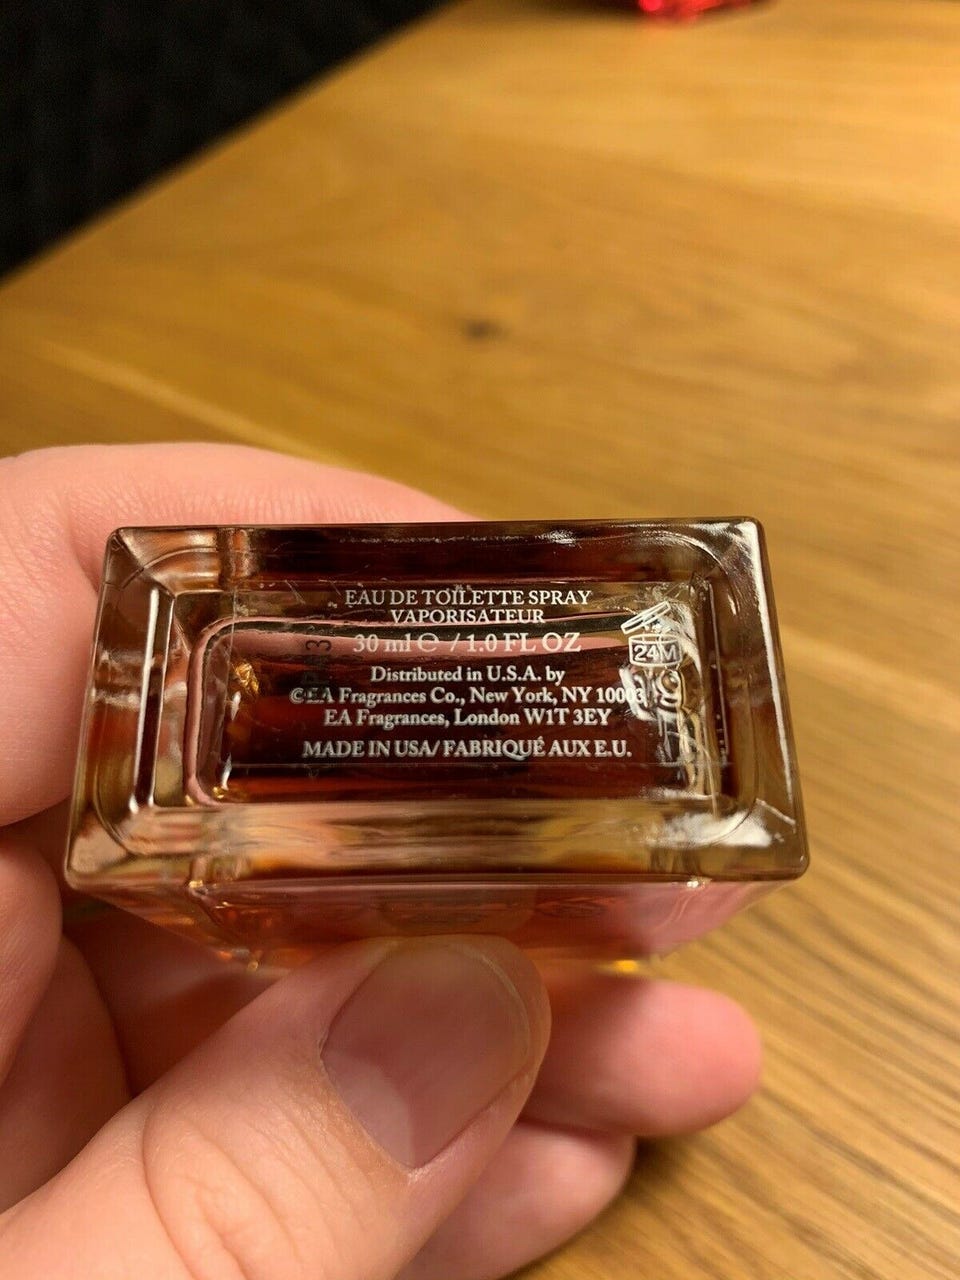 EAU DE TOILETTE SPRAY
VAPORISATEUR
30 ml ℮ / 1.0 FL OZ
24M
Distributed in U.S.A. by
©EA Fragrances Co., New York, NY 10003
EA Fragrances, London W1T 3EY
MADE IN USA/ FABRIQUÉ AUX E.U.